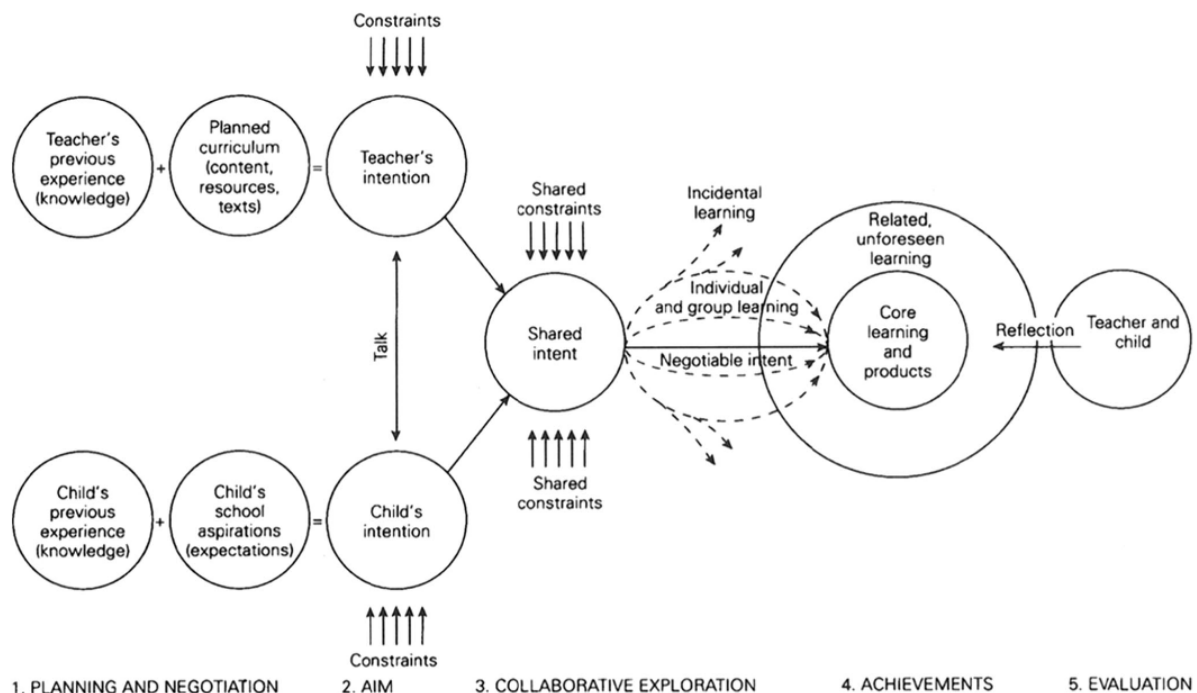 Constraints
Teacher's
previous
experience
(knowledge)
+
Planned
curriculum
(content,
resources,
texts)
=
Teacher's
intention
Shared
constraints
Incidental
learning
Related,
unforeseen
learning
Talk
Shared
intent
Individual
and group learning
Negotiable intent
Core
learning
and
products
Reflection
Teacher and
child
Child's
previous
experience
(knowledge)
+
Child's
school
aspirations
(expectations)
=
Child's
intention
Shared
constraints
Constraints
1. PLANNING AND NEGOTIATION
2. AIM
3. COLLABORATIVE EXPLORATION
4. ACHIEVEMENTS
5. EVALUATION